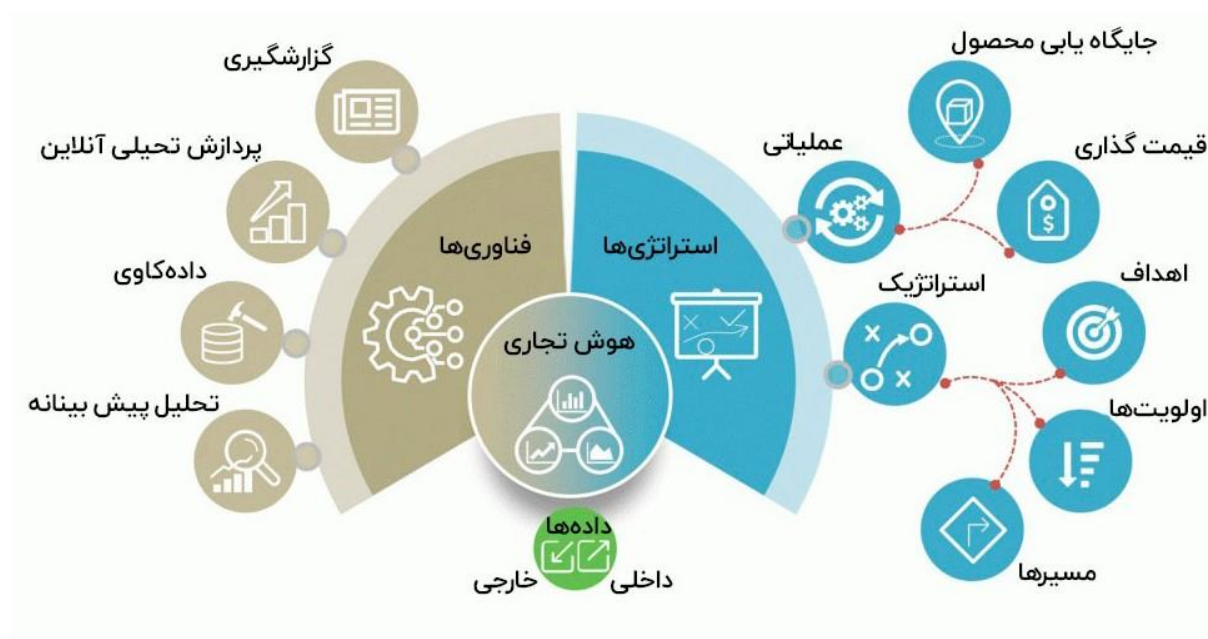 جایگاه یابی محصول
گزارشگیری
عملیاتی
قیمت گذاری
پردازش تحیلی آنلاین
استراتژی‌ها
فناوری‌ها
داده‌کاوی
استراتژیک
اهداف
هوش تجاری
تحلیل پیش بینانه
اولویت‌ها
داده‌ها
داخلی
خارجی
مسیرها
$